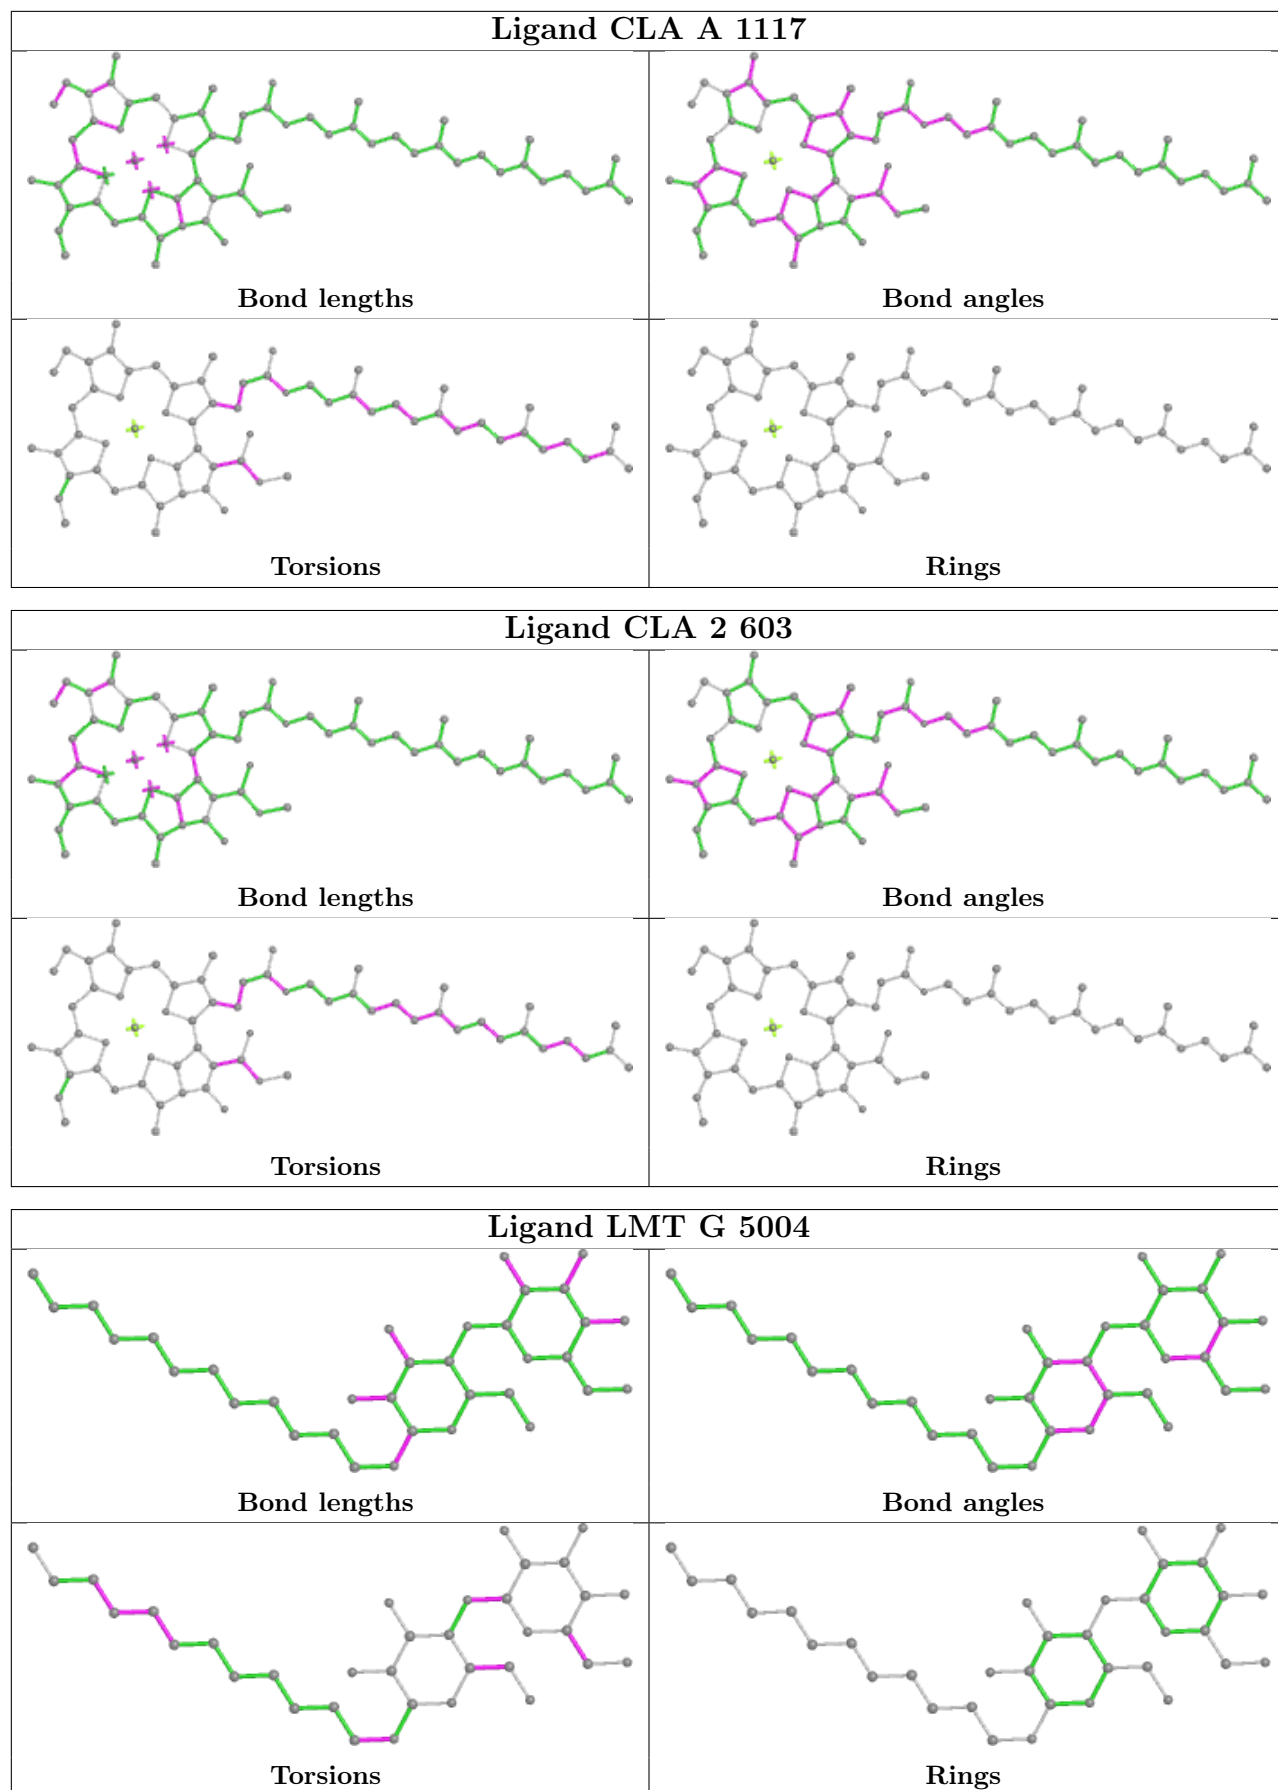 Ligand CLA A 1117
Bond lengths
Bond angles
Torsions
Rings
Ligand CLA 2 603
Bond lengths
Bond angles
Torsions
Rings
Ligand LMT G 5004
Bond lengths
Bond angles
Torsions
Rings